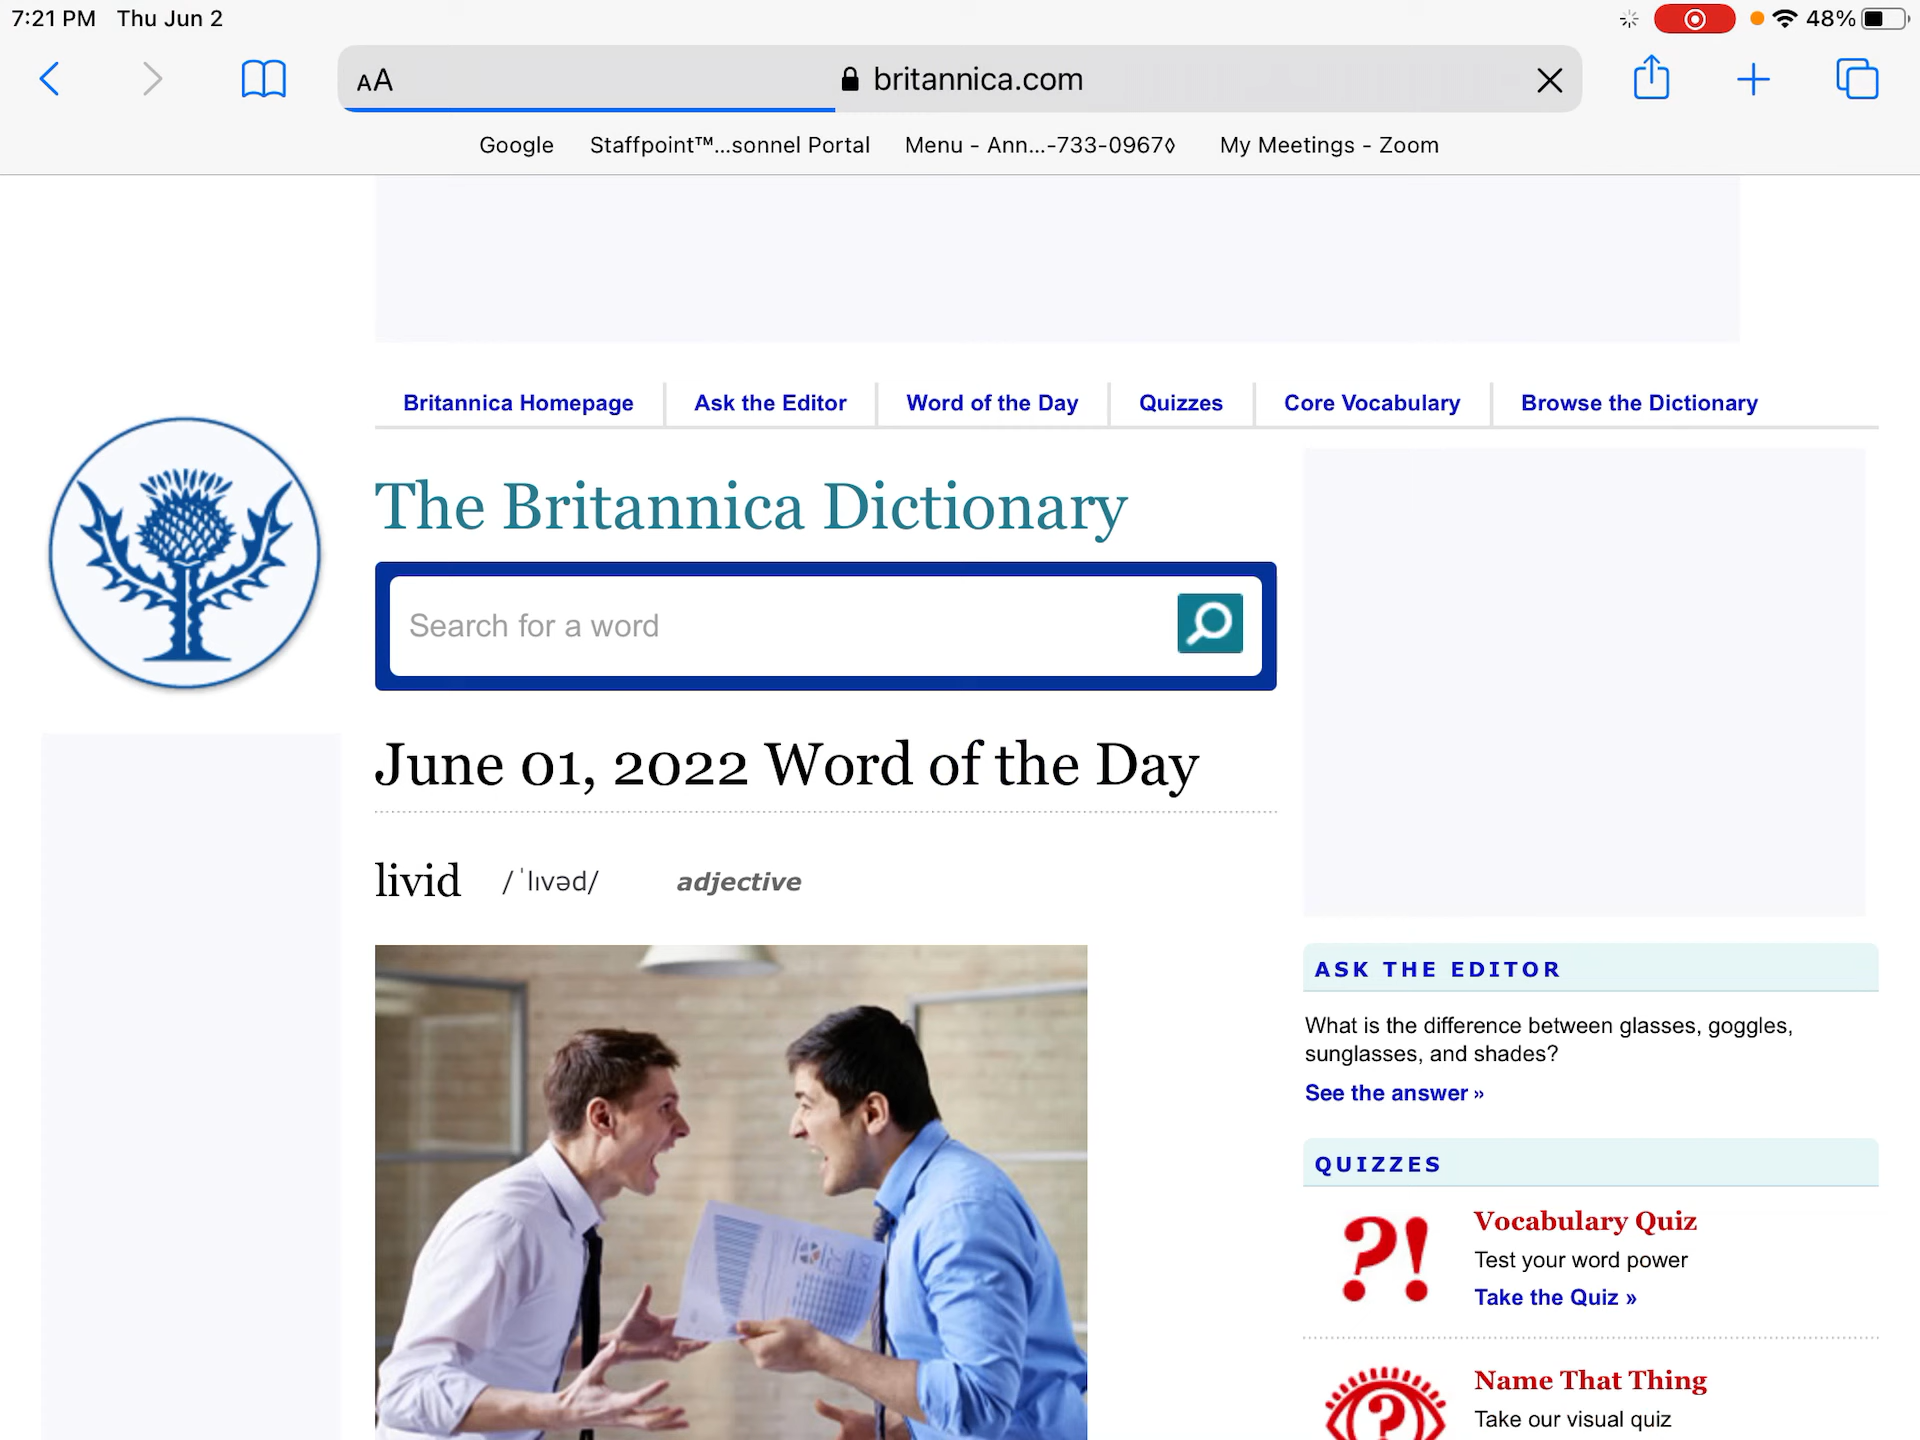 7:21 PM Thu Jun 2
48%
AA
britannica.com
Google
Staffpoint™...sonnel Portal
Menu - Ann...-733-0967◊
My Meetings - Zoom
Britannica Homepage
Ask the Editor
Word of the Day
Quizzes
Core Vocabulary
Browse the Dictionary
The Britannica Dictionary
Search for a word
June 01, 2022 Word of the Day
livid /ˈlɪvəd/ adjective
ASK THE EDITOR
What is the difference between glasses, goggles,
sunglasses, and shades?
See the answer »
QUIZZES
?!
Vocabulary Quiz
Test your word power
Take the Quiz »
?
Name That Thing
Take our visual quiz